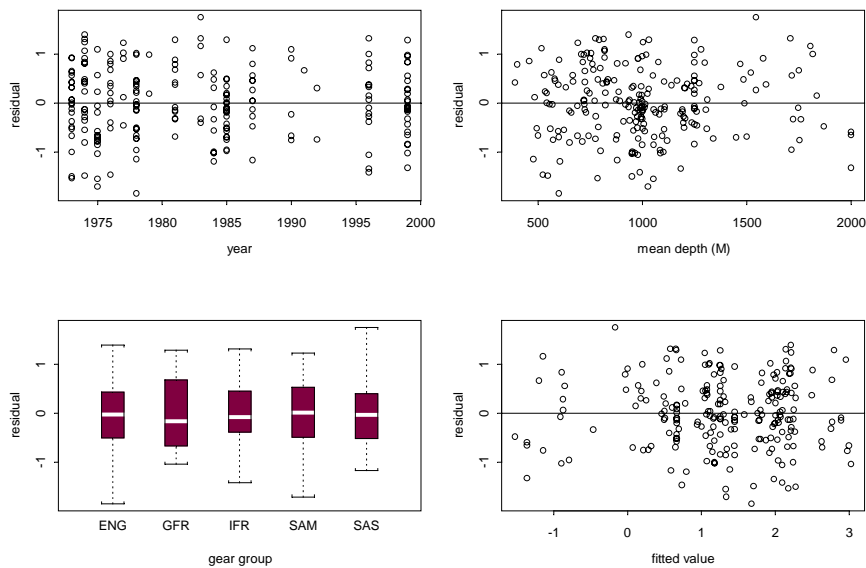 residual
1
0
-1
1975 1980 1985 1990 1995 2000
year
residual
1
0
-1
500 1000 1500 2000
mean depth (M)
residual
1
0
-1
ENG GFR IFR SAM SAS
gear group
residual
1
0
-1
-1 0 1 2 3
fitted value